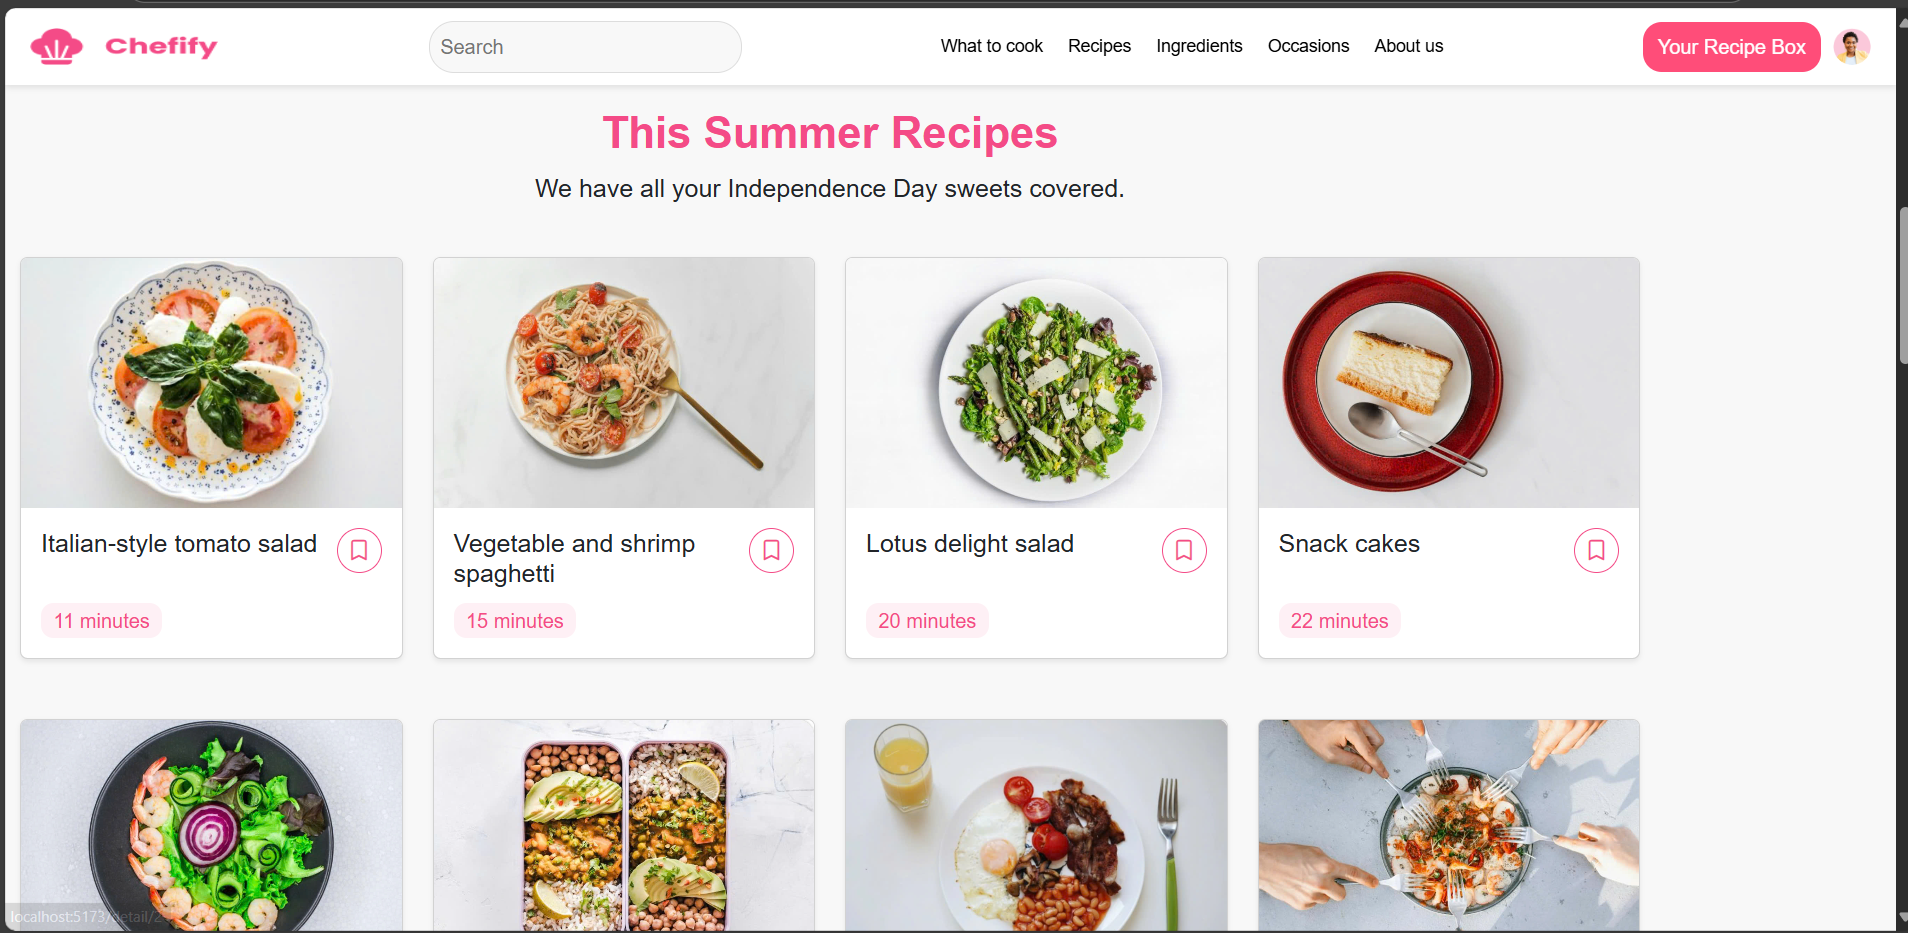 Chefify
Search
What to cook
Recipes
Ingredients
Occasions
About us
Your Recipe Box
This Summer Recipes
We have all your Independence Day sweets covered.
Italian-style tomato salad
11 minutes
Vegetable and shrimp
spaghetti
15 minutes
Lotus delight salad
20 minutes
Snack cakes
22 minutes
localhost:5173/detail/2